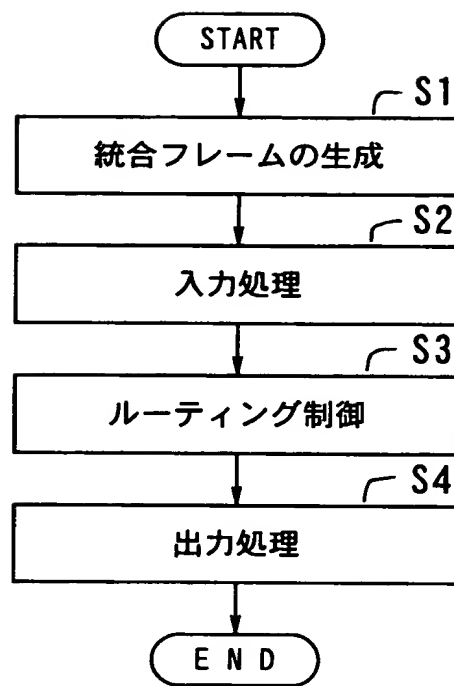 START
S1
統合フレームの生成
S2
入力処理
S3
ルーティング制御
S4
出力処理
END